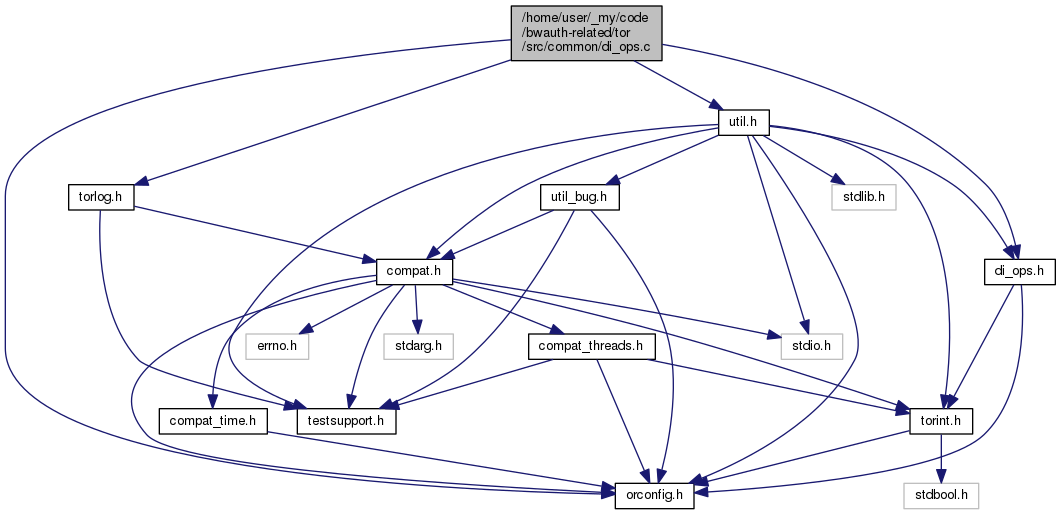 /home/user/_my/code
/bwauth-related/tor
/src/common/di_ops.c
util.h
torlog.h
util_bug.h
stdlib.h
compat.h
di_ops.h
errno.h
stdarg.h
compat_threads.h
stdio.h
compat_time.h
testsupport.h
torint.h
orconfig.h
stdbool.h